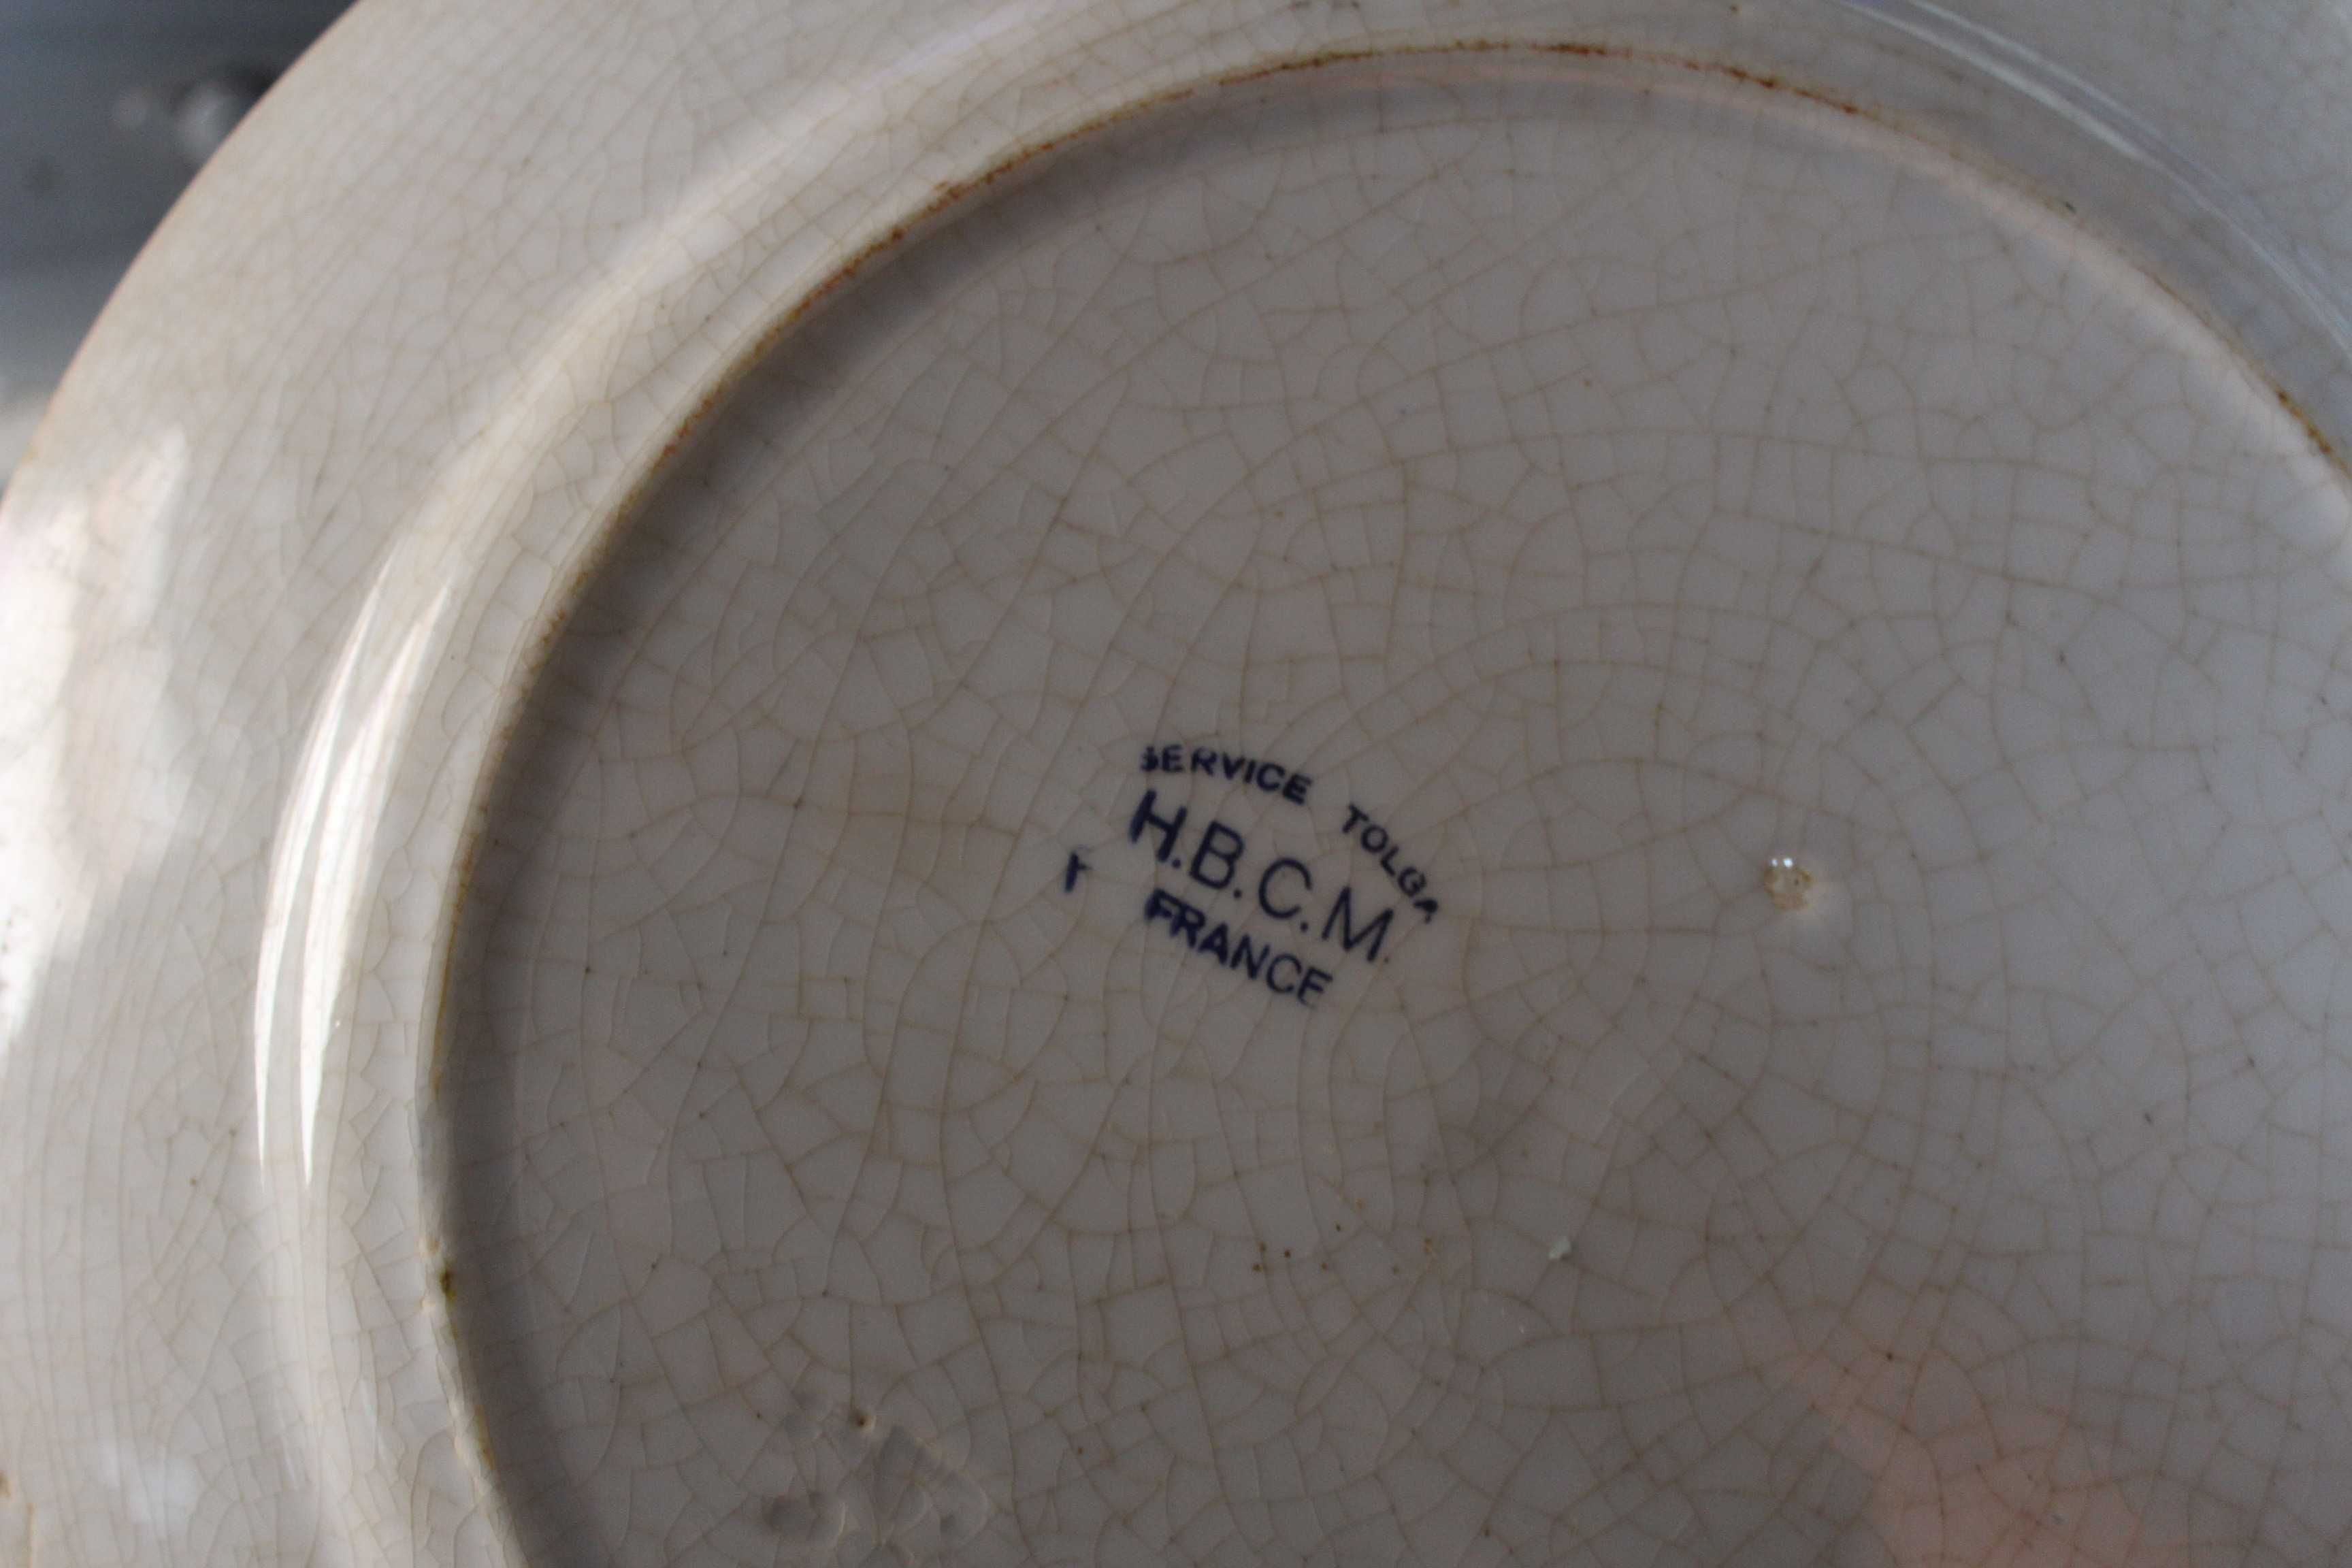 SERVICE TOLGA
H.B.C.M.
FRANCE